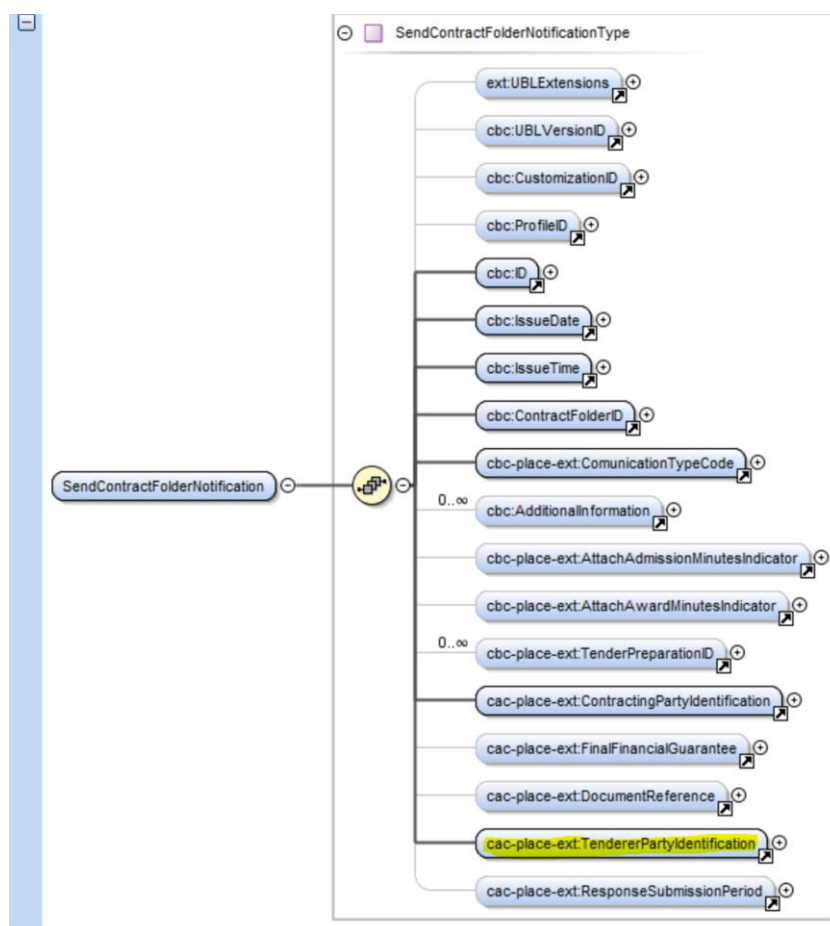 SendContractFolderNotificationType
ext:UBLExtensions
cbc:UBLVersionID
cbc:CustomizationID
cbc:ProfileID
cbc:ID
cbc:IssueDate
cbc:IssueTime
cbc:ContractFolderID
cbc-place-ext:ComunicationTypeCode
SendContractFolderNotification
0..∞
cbc:AdditionalInformation
cbc-place-ext:AttachAdmissionMinutesIndicator
cbc-place-ext:AttachAwardMinutesIndicator
0..∞
cbc-place-ext:TenderPreparationID
cac-place-ext:ContractingPartyIdentification
cac-place-ext:FinalFinancialGuarantee
cac-place-ext:DocumentReference
cac-place-ext:TendererPartyIdentification
cac-place-ext:ResponseSubmissionPeriod